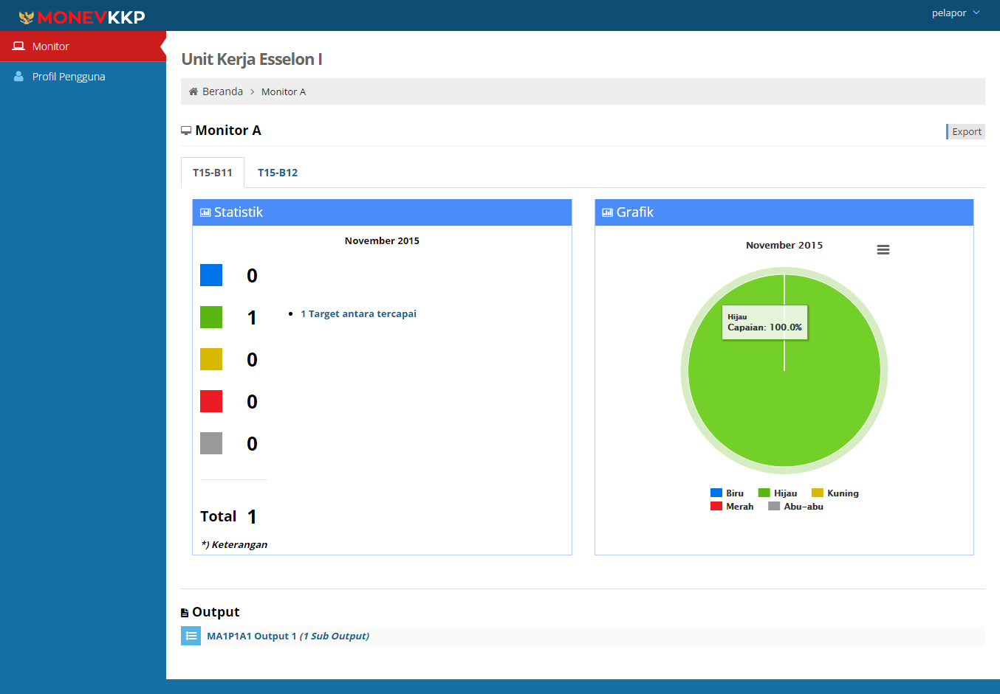 MONEVKKP
pelapor
Monitor
Profil Pengguna
Unit Kerja Esselon I
Beranda > Monitor A
Monitor A
Export
T15-B11 T15-B12
Statistik
November 2015
0
1
• 1 Target antara tercapai
0
0
0
Total 1
*) Keterangan
Grafik
November 2015
Hijau
Capaian: 100.0%
Biru Hijau Kuning
Merah Abu-abu
Output
MA1P1A1 Output 1 (1 Sub Output)